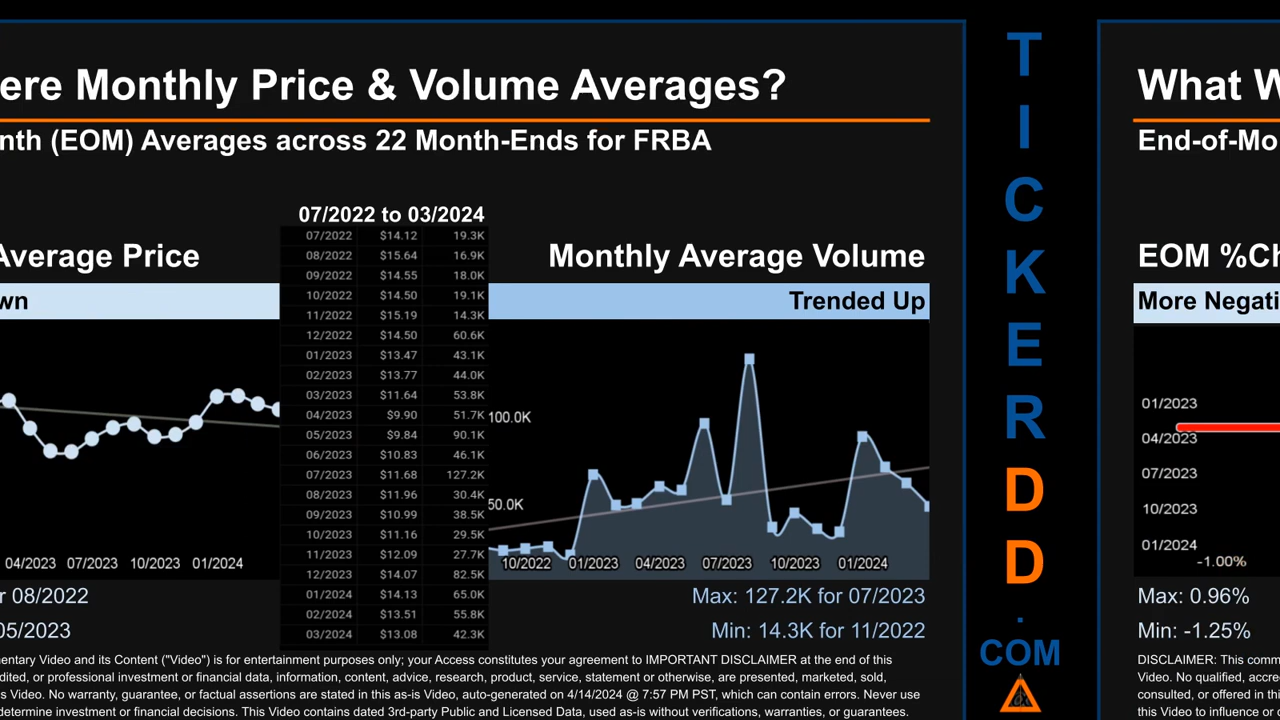 ere Monthly Price & Volume Averages?
nth (EOM) Averages across 22 Month-Ends for FRBA
07/2022 to 03/2024
Average Price
wn
07/2022 $14.12 19.3K
08/2022 $15.64 16.9K
09/2022 $14.55 18.0K
10/2022 $14.50 19.1K
11/2022 $15.19 14.3K
12/2022 $14.50 60.6K
01/2023 $13.47 43.1K
02/2023 $13.77 44.0K
03/2023 $11.64 53.8K
04/2023 $9.90 51.7K
05/2023 $9.84 90.1K
06/2023 $10.83 46.1K
07/2023 $11.68 127.2K
08/2023 $11.96 30.4K
09/2023 $10.99 38.5K
10/2023 $11.16 29.5K
11/2023 $12.09 27.7K
12/2023 $14.07 82.5K
01/2024 $14.13 65.0K
02/2024 $13.51 55.8K
03/2024 $13.08 42.3K
04/2023 07/2023 10/2023 01/2024
r 08/2022
05/2023
Monthly Average Volume
Trended Up
100.0K
50.0K
10/2022 01/2023 04/2023 07/2023 10/2023 01/2024
Max: 127.2K for 07/2023
Min: 14.3K for 11/2022
entary Video and its Content ("Video") is for entertainment purposes only; your Access constitutes your agreement to IMPORTANT DISCLAIMER at the end of this
dited, or professional investment or financial data, information, content, advice, research, product, service, statement or otherwise, are presented, marketed, sold,
s Video. No warranty, guarantee, or factual assertions are stated in this as-is Video, auto-generated on 4/14/2024 @ 7:57 PM PST, which can contain errors. Never use
determine investment or financial decisions. This Video contains dated 3rd-party Public and Licensed Data, used as-is without verifications, warranties, or guarantees.
T
I
C
K
E
R
D
D
.
COM
What W
End-of-Mo
EOM %Ch
More Negati
01/2023
04/2023
07/2023
10/2023
01/2024
-1.00%
Max: 0.96%
Min: -1.25%
DISCLAIMER: This comm
Video. No qualified, accre
consulted, or offered in thi
this Video to influence or d